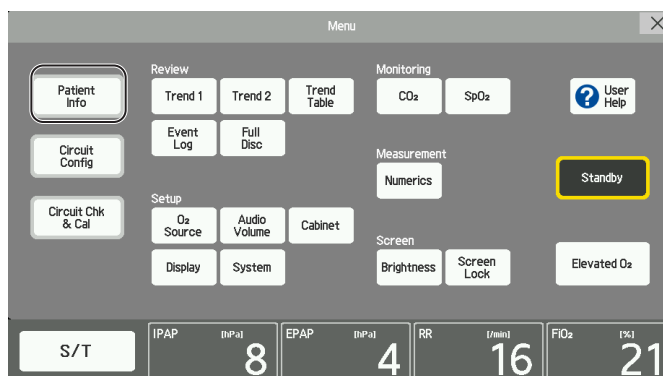 Menu
Patient
Info
Circuit
Config
Circuit Chk
& Cal
Review
Trend 1
Trend 2
Trend
Table
Event
Log
Full
Disc
Setup
O₂
Source
Audio
Volume
Cabinet
Display
System
Monitoring
CO₂
SpO₂
Measurement
Numerics
Screen
Brightness
Screen
Lock
? User
Help
Standby
Elevated O₂
S/T
IPAP [hPa]
8
EPAP [hPa]
4
RR [/min]
16
FiO₂ [%]
21